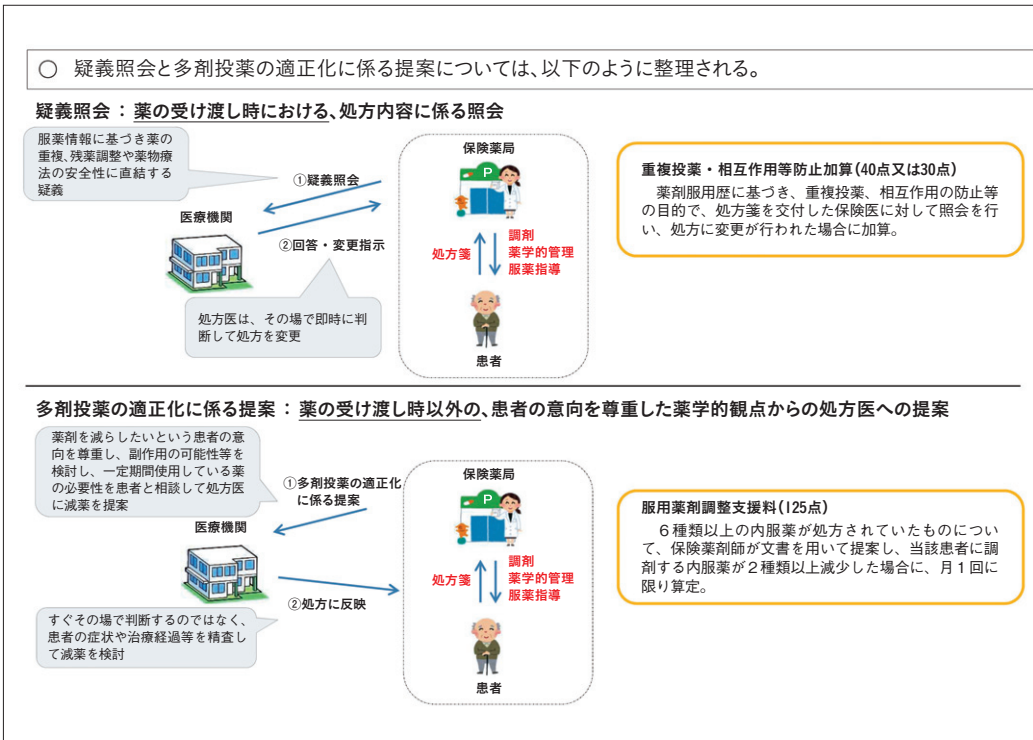 ○ 疑義照会と多剤投薬の適正化に係る提案については、以下のように整理される。
疑義照会 ： 薬の受け渡し時における、処方内容に係る照会
服薬情報に基づき薬の
重複、残薬調整や薬物療
法の安全性に直結する
疑義
①疑義照会
医療機関
②回答・変更指示
処方医は、その場で即時に判
断して処方を変更
保険薬局
P
処方箋
調剤
薬学的管理
服薬指導
患者
重複投薬・相互作用等防止加算(40点又は30点)
薬剤服用歴に基づき、重複投薬、相互作用の防止等
の目的で、処方箋を交付した保険医に対して照会を行
い、処方に変更が行われた場合に加算。
多剤投薬の適正化に係る提案 ： 薬の受け渡し時以外の、患者の意向を尊重した薬学的観点からの処方医への提案
薬剤を減らしたいという患者の意
向を尊重し、副作用の可能性等を
検討し、一定期間使用している薬
の必要性を患者と相談して処方医
に減薬を提案
①多剤投薬の適正化
に係る提案
医療機関
②処方に反映
すぐその場で判断するのではなく、
患者の症状や治療経過等を精査し
て減薬を検討
保険薬局
P
処方箋
調剤
薬学的管理
服薬指導
患者
服用薬剤調整支援料(125点)
６種類以上の内服薬が処方されていたものについ
て、保険薬剤師が文書を用いて提案し、当該患者に調
剤する内服薬が２種類以上減少した場合に、月１回に
限り算定。